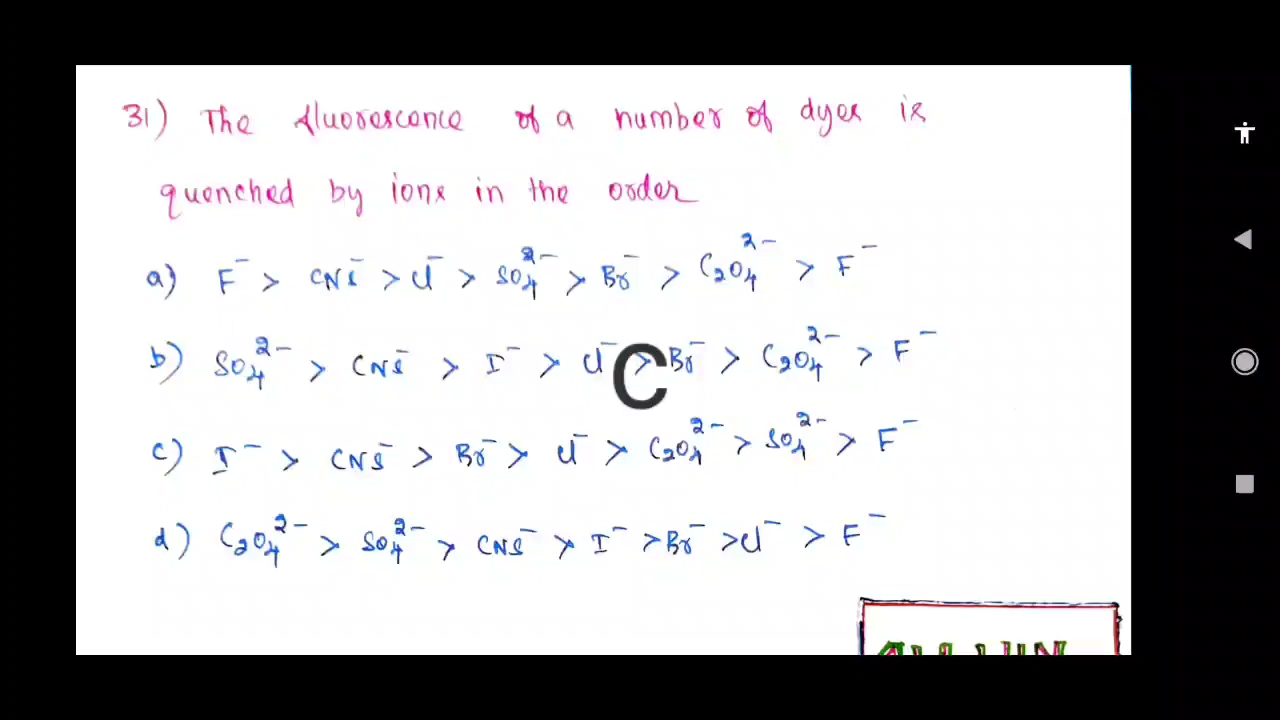 31) The fluorescence of a number of dyes is
quenched by ions in the order
a) F⁻ > CNS⁻ > Cl⁻ > SO₄²⁻ > Br⁻ > C₂O₄²⁻ > F⁻
b) SO₄²⁻ > CNS⁻ > I⁻ > Cl⁻ > Br⁻ > C₂O₄²⁻ > F⁻
C
c) I⁻ > CNS⁻ > Br⁻ > Cl⁻ > C₂O₄²⁻ > SO₄²⁻ > F⁻
d) C₂O₄²⁻ > SO₄²⁻ > CNS⁻ > I⁻ > Br⁻ > Cl⁻ > F⁻